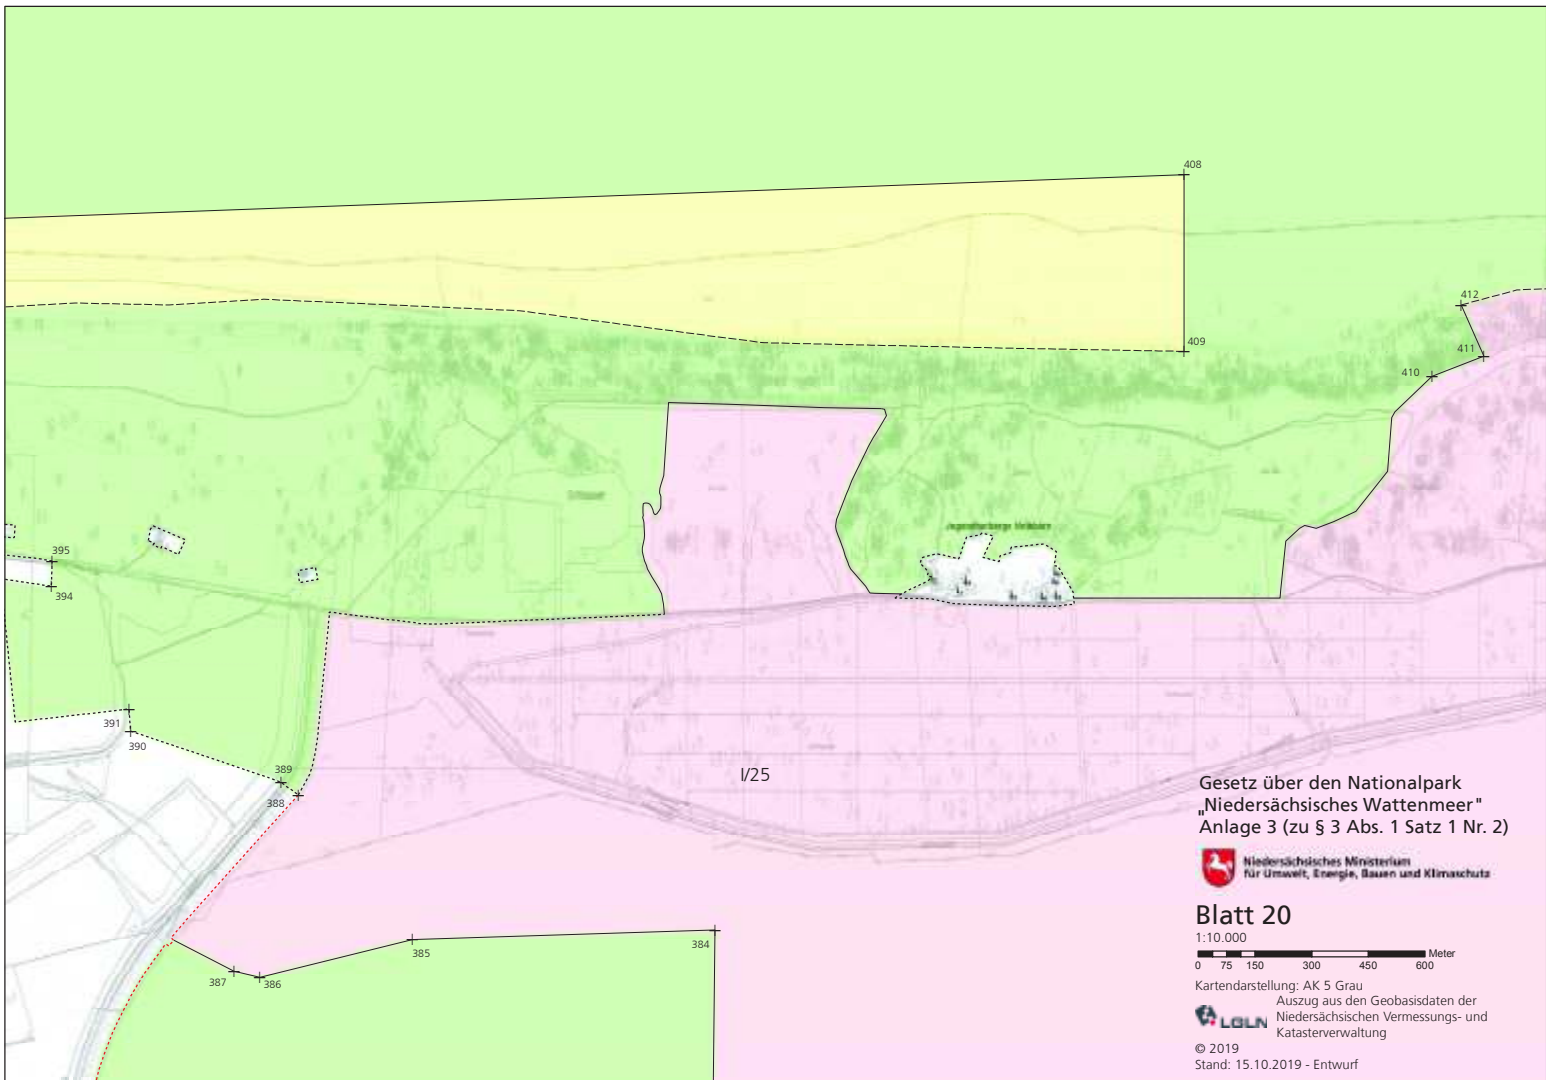 408
412
409
411
410
Jugendherberge Melkhörn
395
394
391
390
389
388
I/25
384
385
387
386
Gesetz über den Nationalpark
„Niedersächsisches Wattenmeer"
Anlage 3 (zu § 3 Abs. 1 Satz 1 Nr. 2)
Niedersächsisches Ministerium
für Umwelt, Energie, Bauen und Klimaschutz
Blatt 20
1:10.000
Meter
0 75 150 300 450 600
Kartendarstellung: AK 5 Grau
Auszug aus den Geobasisdaten der
LGLN Niedersächsischen Vermessungs- und
Katasterverwaltung
© 2019
Stand: 15.10.2019 - Entwurf